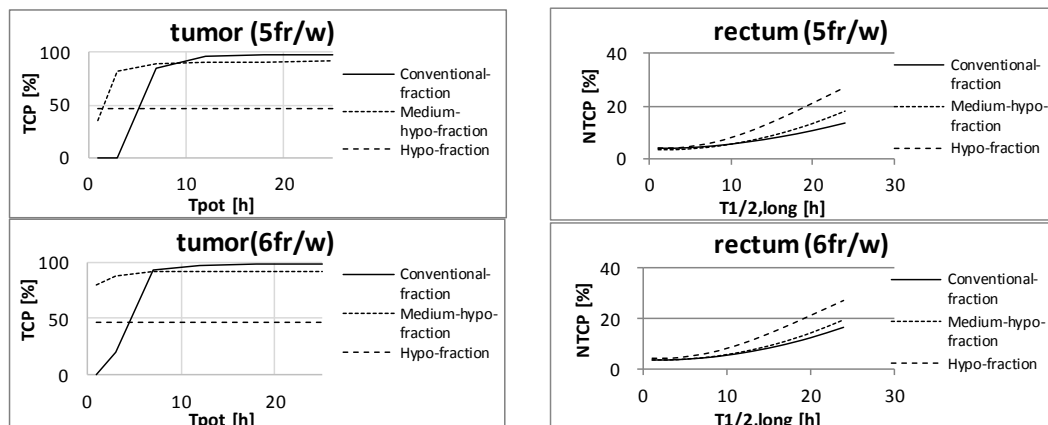 tumor (5fr/w)
TCP [%]
100
50
0
0
10
20
Tpot [h]
Conventional-
fraction
Medium-
hypo-fraction
Hypo-fraction
rectum (5fr/w)
NTCP [%]
40
20
0
0
10
20
30
T1/2,long [h]
Conventional-
fraction
Medium-hypo-
fraction
Hypo-fraction
tumor(6fr/w)
TCP [%]
100
50
0
0
10
20
Tpot [h]
Conventional-
fraction
Medium-hypo-
fraction
Hypo-fraction
rectum (6fr/w)
NTCP [%]
40
20
0
0
10
20
30
T1/2,long [h]
Conventional-
fraction
Medium-hypo-
fraction
Hypo-fraction